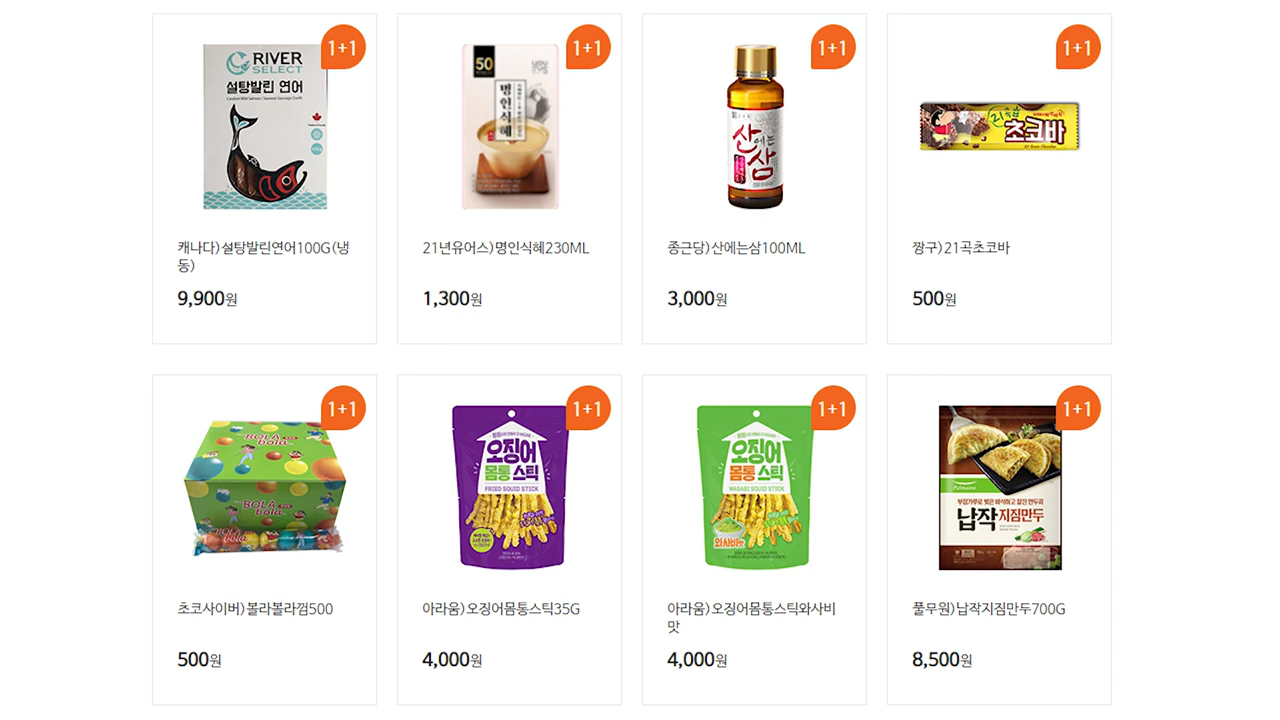 1+1
RIVER
SELECT
설탕발린 연어
캐나다)설탕발린연어100G(냉
동)
9,900원
1+1
50
명인식혜
21년유어스)명인식혜230ML
1,300원
1+1
산에는
삼
종근당)산에는삼100ML
3,000원
1+1
21곡
초코바
짱구)21곡초코바
500원
1+1
BOLA
bola
BOLA
bola
초코사이버)볼라볼라껌500
500원
1+1
오징어
몸통 스틱
FRIED SQUID STICK
아라움)오징어몸통스틱35G
4,000원
1+1
오징어
몸통 스틱
WASABI SQUID STICK
와사비맛
아라움)오징어몸통스틱와사비
맛
4,000원
1+1
Pulmuone
납작 지짐만두
풀무원)납작지짐만두700G
8,500원